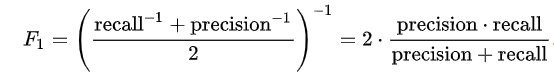 F₁ = ( (recall⁻¹ + precision⁻¹) / 2 )⁻¹ = 2 · (precision · recall) / (precision + recall)